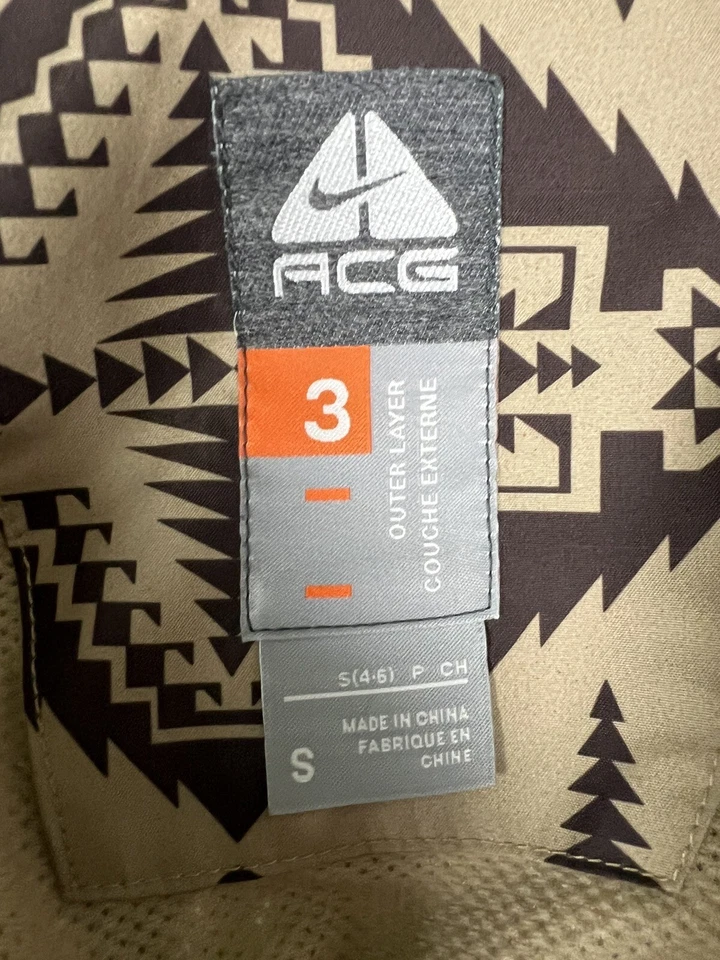 ACG
3
OUTER LAYER
COUCHE EXTERNE
S(4-6) P CH
MADE IN CHINA
FABRIQUE EN
CHINE
S